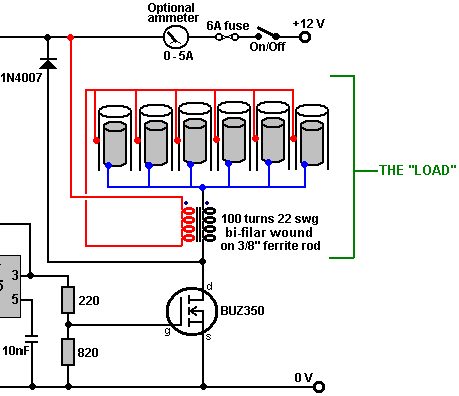 Optional
ammeter
6A fuse
+12 V
On/Off
0 - 5A
1N4007
THE "LOAD"
100 turns 22 swg
bi-filar wound
on 3/8" ferrite rod
3
d
220
BUZ350
5
g
s
10nF
820
0 V